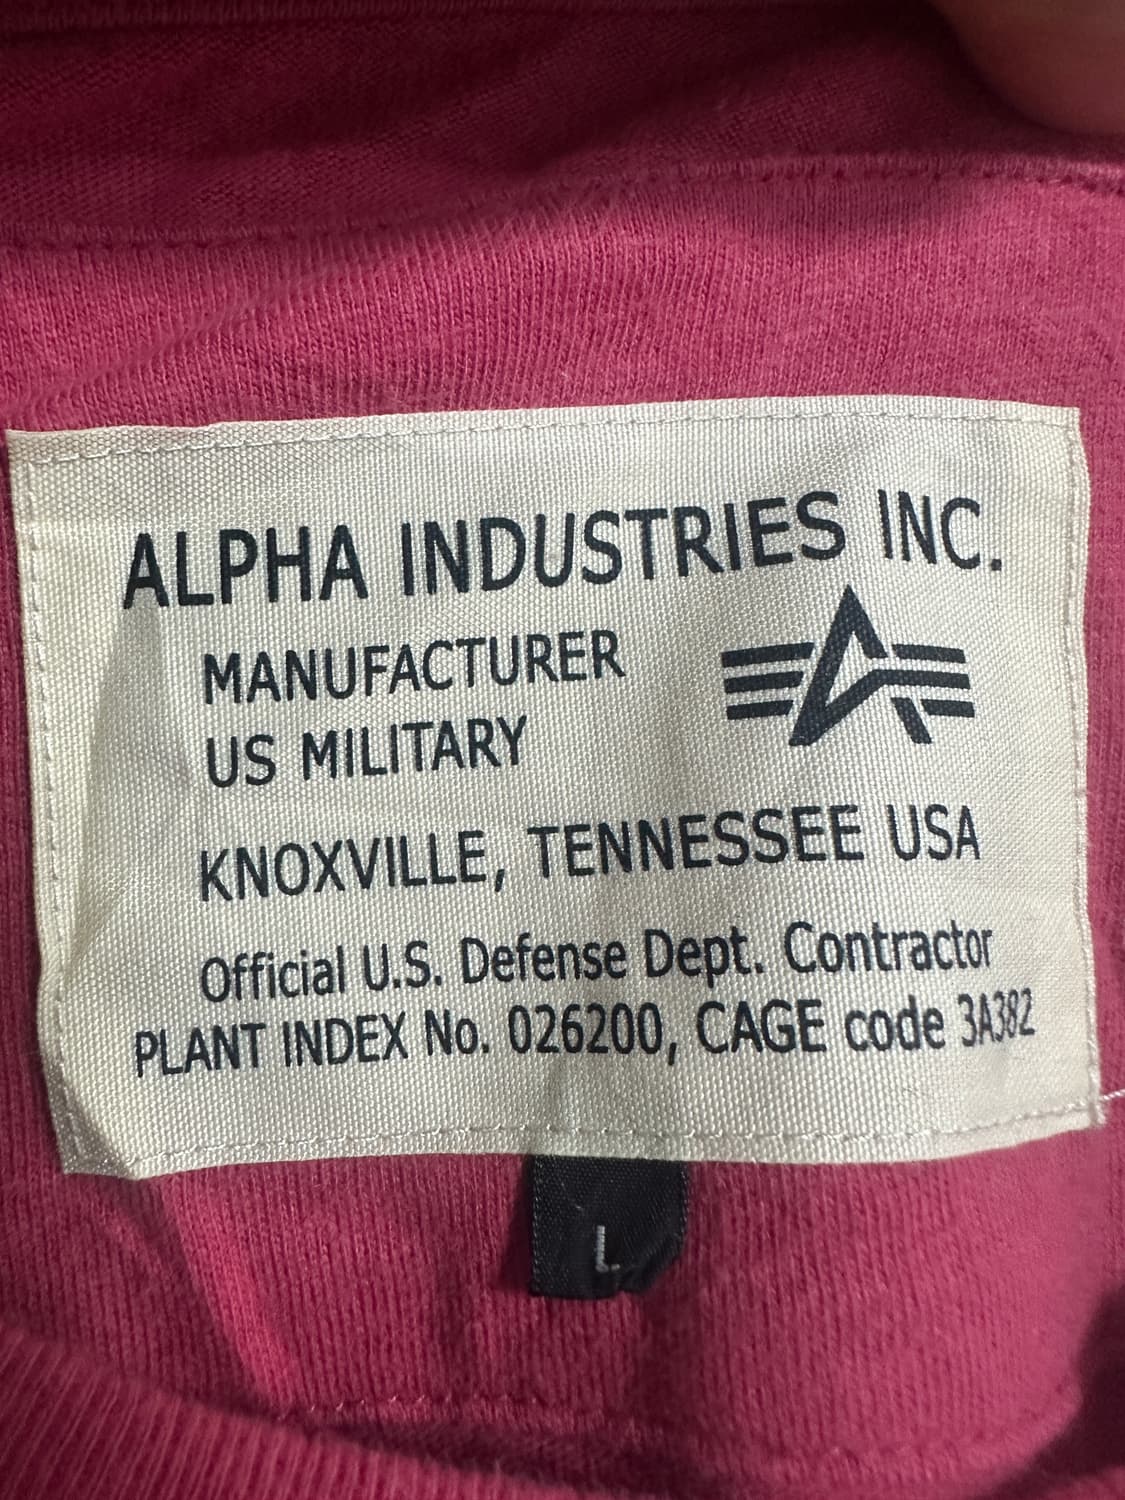 ALPHA INDUSTRIES INC.
MANUFACTURER
US MILITARY
KNOXVILLE, TENNESSEE USA
Official U.S. Defense Dept. Contractor
PLANT INDEX No. 026200, CAGE code 3A382
L